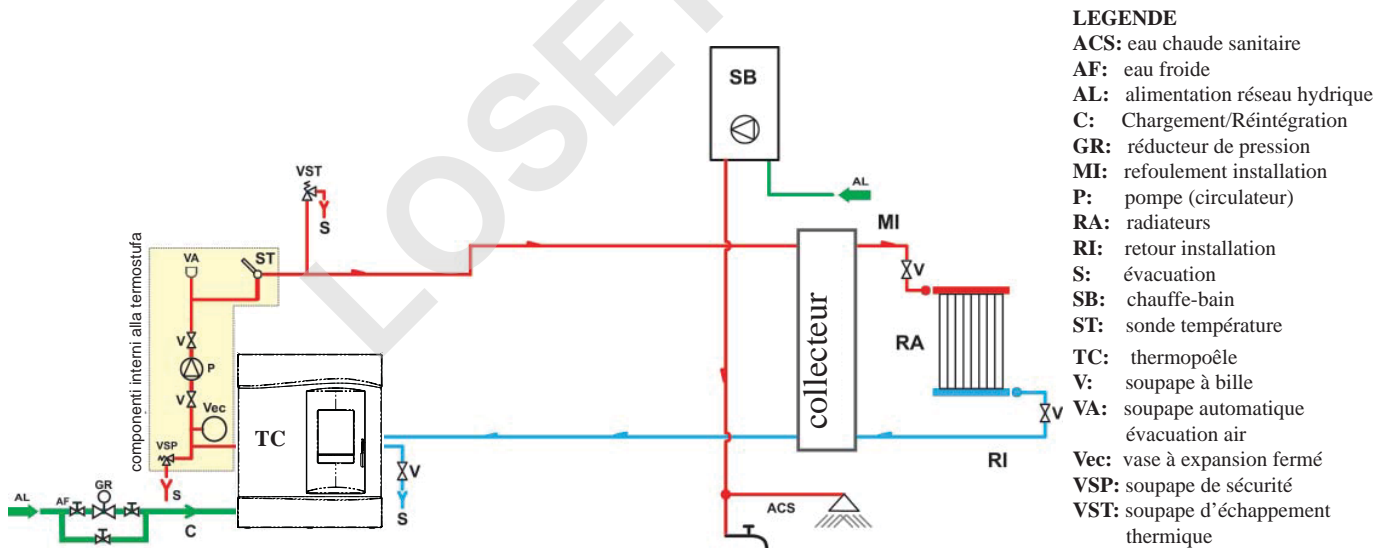 LOSET
LEGENDE
ACS: eau chaude sanitaire
AF: eau froide
AL: alimentation réseau hydrique
C: Chargement/Réintégration
GR: réducteur de pression
MI: refoulement installation
P: pompe (circulateur)
RA: radiateurs
RI: retour installation
S: évacuation
SB: chauffe-bain
ST: sonde température
TC: thermopoêle
V: soupape à bille
VA: soupape automatique
évacuation air
Vec: vase à expansion fermé
VSP: soupape de sécurité
VST: soupape d'échappement
thermique
SB
AL
VST
S
MI
VA
ST
V
componenti interni alla termostufa
collecteur
RA
V
P
V
Vec
TC
V
VSP
RI
V
S
AL
AF
GR
C
S
ACS